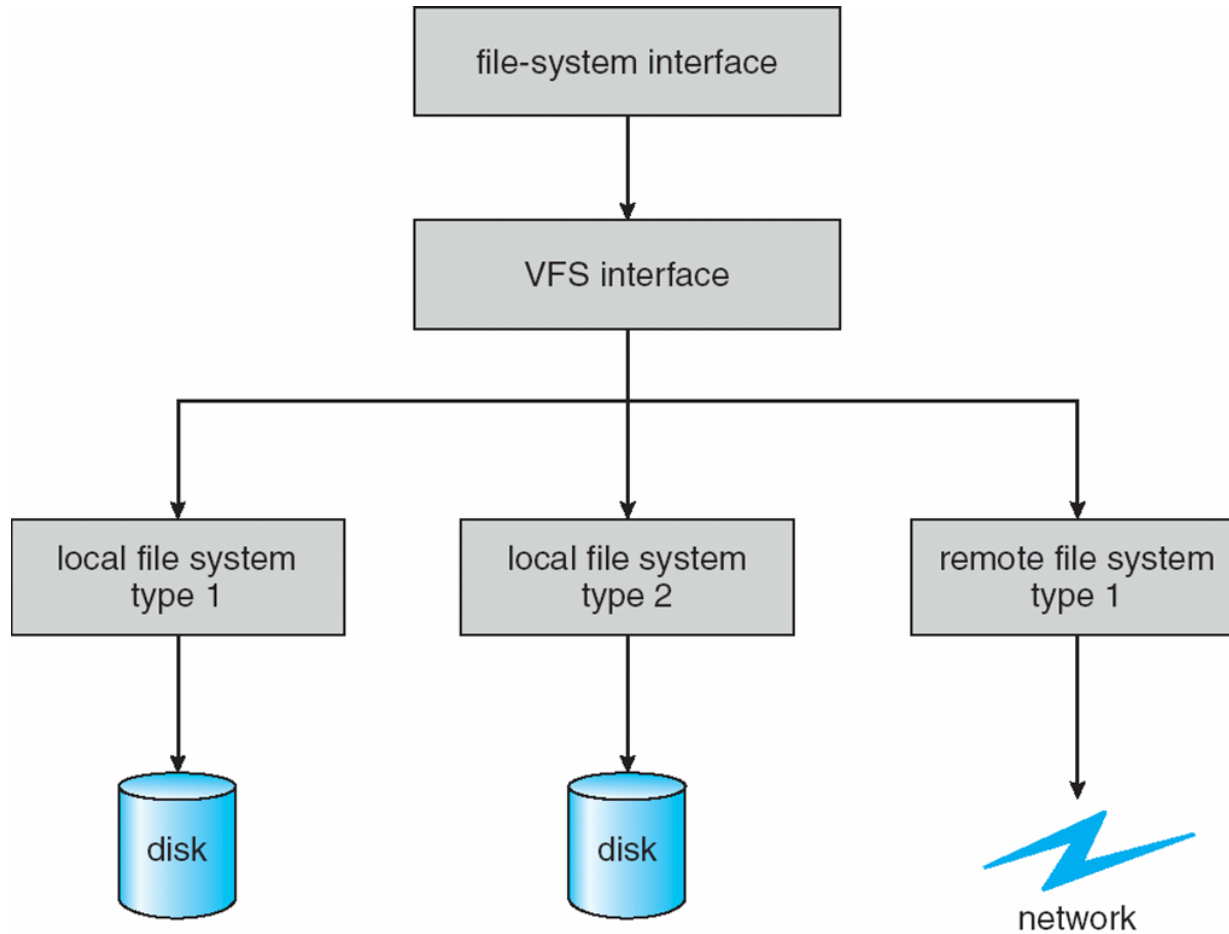 file-system interface
VFS interface
local file system
type 1
local file system
type 2
remote file system
type 1
disk
disk
network